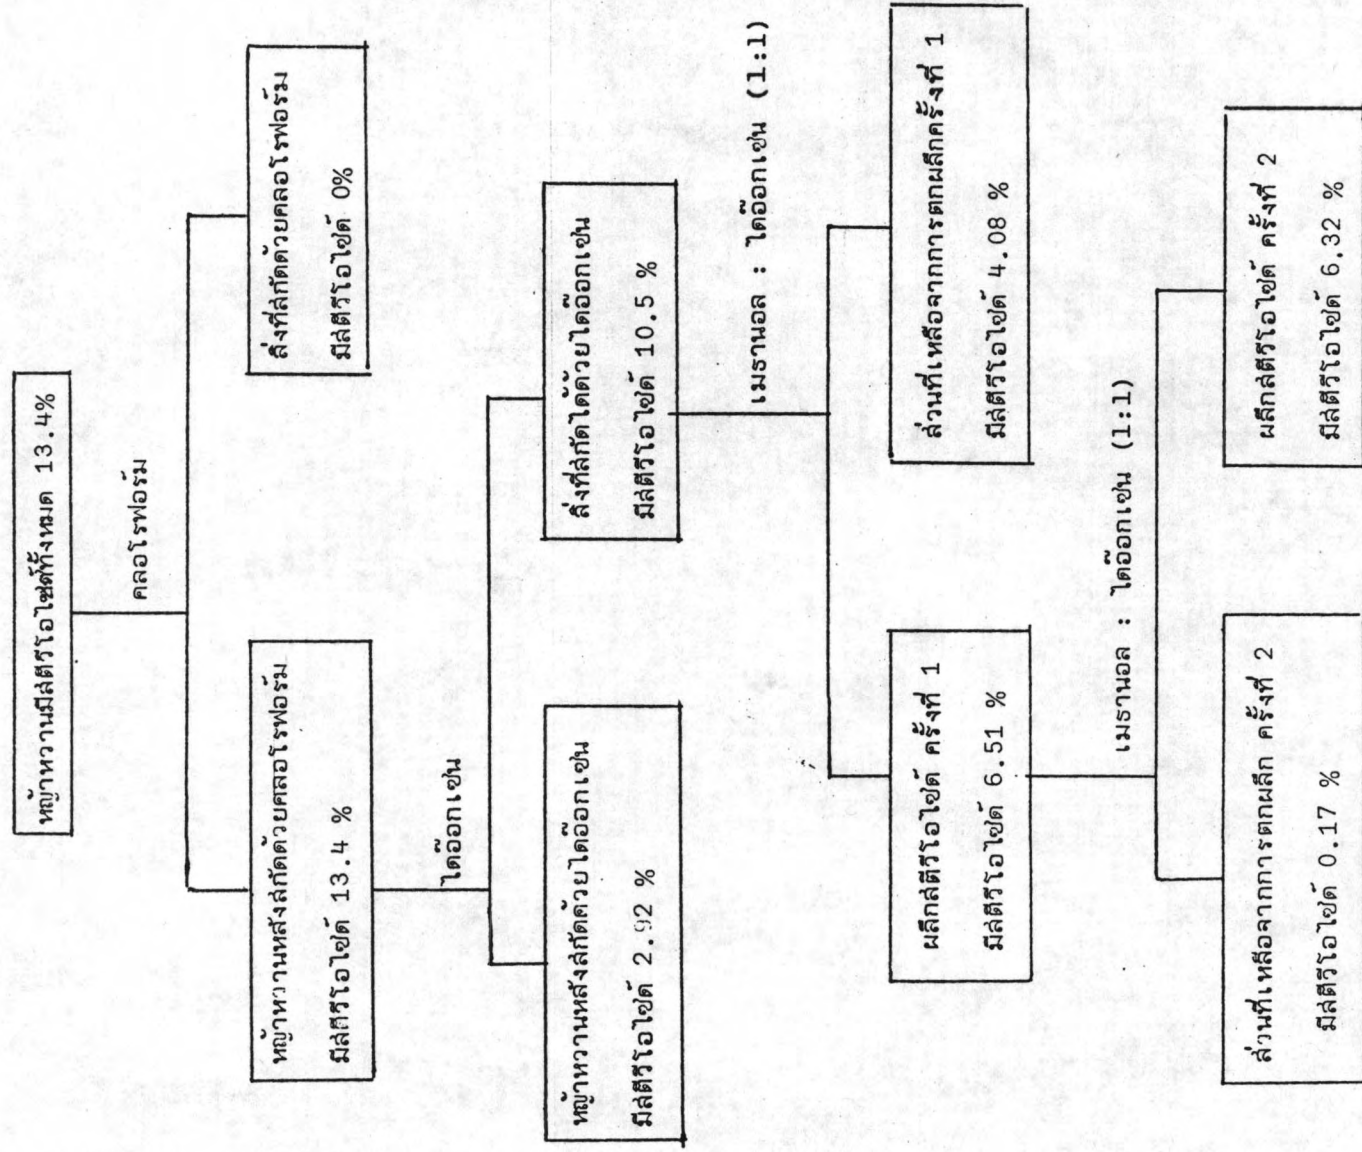 หญ้าหวานมีสตีวิโอไซด์ทั้งหมด 13.4%
คลอโรฟอร์ม
หญ้าหวานหลังสกัดด้วยคลอโรฟอร์ม
มีสตีวิโอไซด์ 13.4 %
สิ่งที่สกัดด้วยคลอโรฟอร์ม
มีสตีวิโอไซด์ 0%
ไดอ๊อกเซน
หญ้าหวานหลังสกัดด้วยไดอ๊อกเซน
มีสตีวิโอไซด์ 2.92 %
สิ่งที่สกัดได้ด้วยไดอ๊อกเซน
มีสตีวิโอไซด์ 10.5 %
เมธานอล : ไดอ๊อกเซน (1:1)
ผลึกสตีวิโอไซด์ ครั้งที่ 1
มีสตีวิโอไซด์ 6.51 %
ส่วนที่เหลือจากการตกผลึกครั้งที่ 1
มีสตีวิโอไซด์ 4.08 %
เมธานอล : ไดอ๊อกเซน (1:1)
ส่วนที่เหลือจากการตกผลึก ครั้งที่ 2
มีสตีวิโอไซด์ 0.17 %
ผลึกสตีวิโอไซด์ ครั้งที่ 2
มีสตีวิโอไซด์ 6.32 %